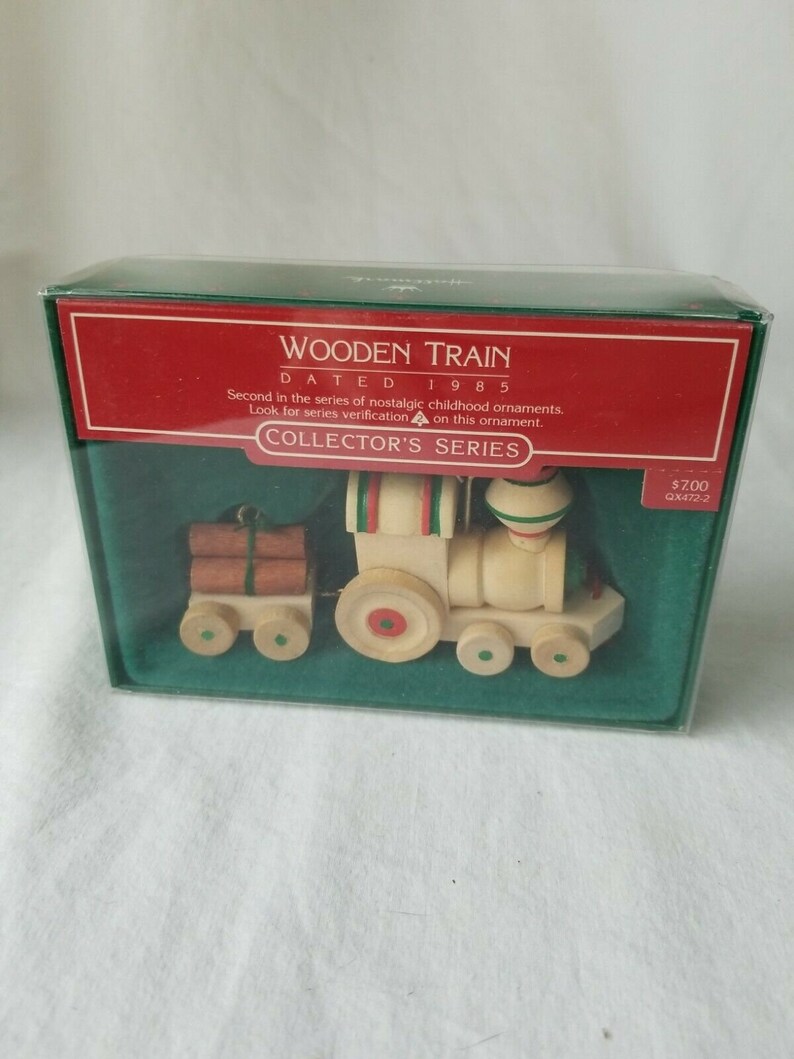 Hallmark
WOODEN TRAIN
DATED 1985
Second in the series of nostalgic childhood ornaments.
Look for series verification 2 on this ornament.
COLLECTOR'S SERIES
$7.00
QX472-2